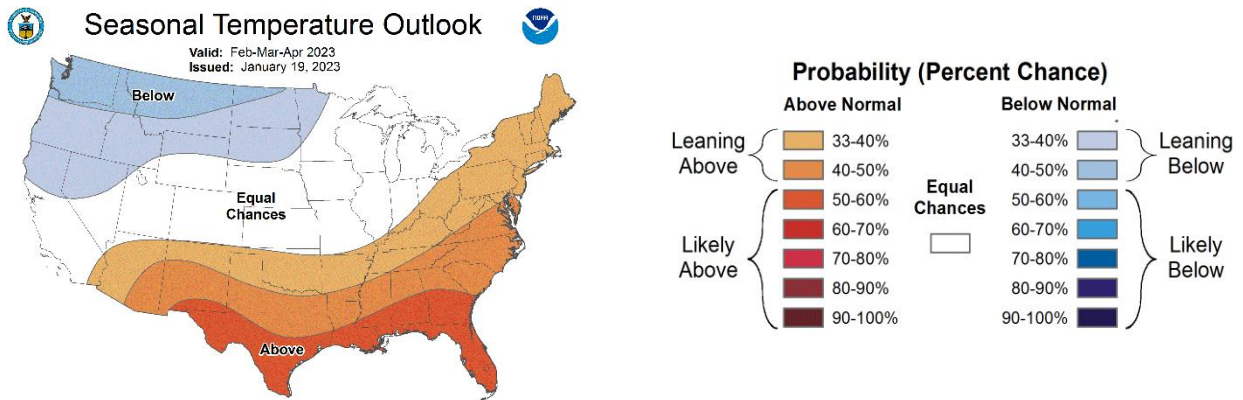 Seasonal Temperature Outlook
Valid: Feb-Mar-Apr 2023
Issued: January 19, 2023
Below
Equal
Chances
Above
NOAA
Probability (Percent Chance)
Above Normal
Below Normal
Leaning
Above
33-40%
40-50%
Likely
Above
50-60%
60-70%
70-80%
80-90%
90-100%
Equal
Chances
33-40%
40-50%
Leaning
Below
50-60%
60-70%
70-80%
80-90%
90-100%
Likely
Below